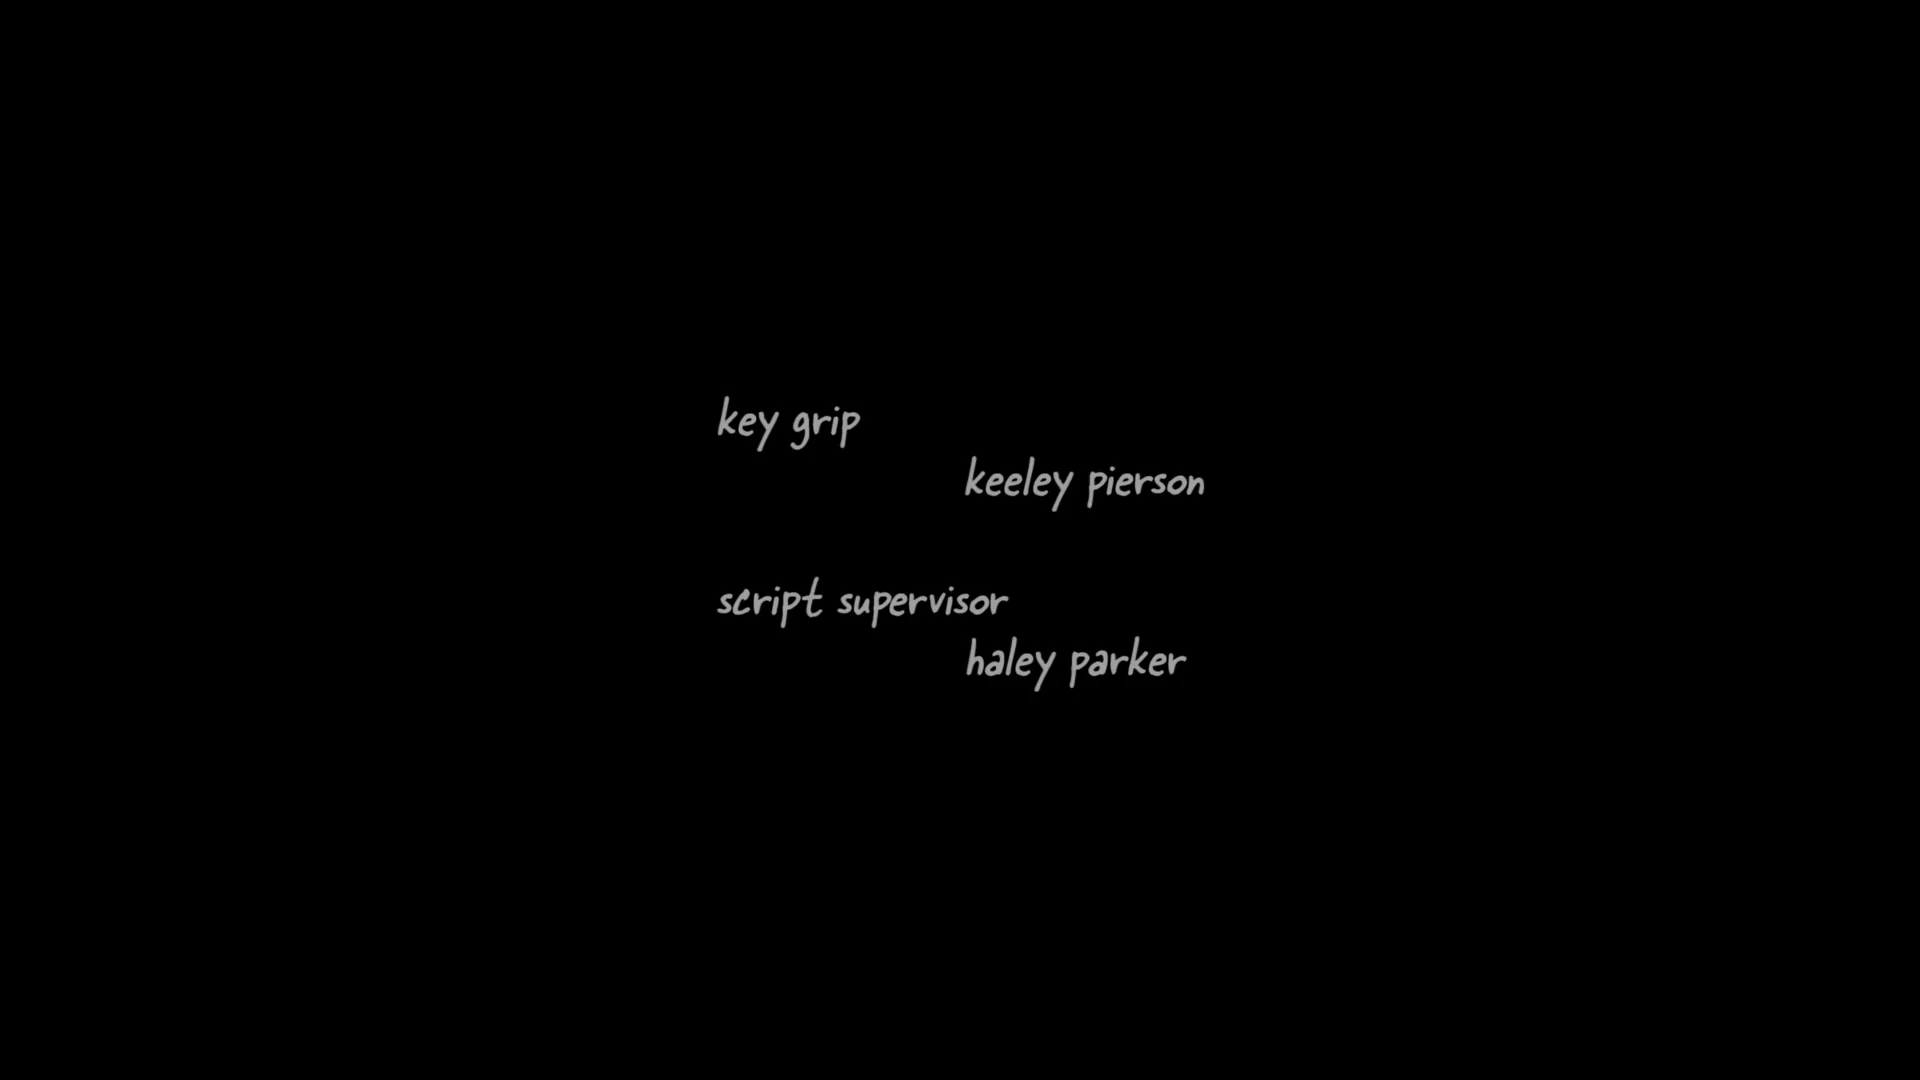 key grip
keeley pierson
script supervisor
haley parker